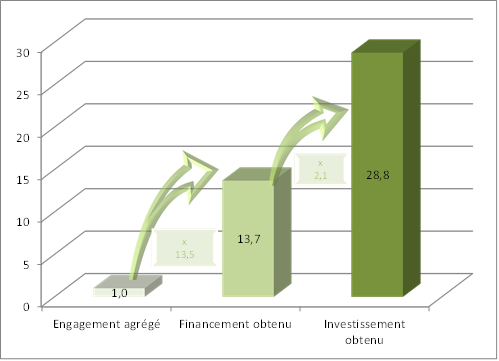 30
25
20
15
10
5
0
x
13,5
x
2,1
1,0
13,7
28,8
Engagement agrégé
Financement obtenu
Investissement
obtenu